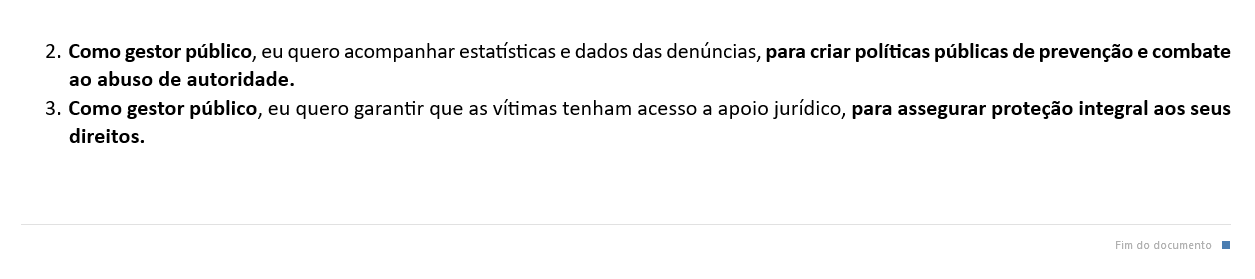 2. Como gestor público, eu quero acompanhar estatísticas e dados das denúncias, para criar políticas públicas de prevenção e combate
ao abuso de autoridade.
3. Como gestor público, eu quero garantir que as vítimas tenham acesso a apoio jurídico, para assegurar proteção integral aos seus
direitos.
Fim do documento